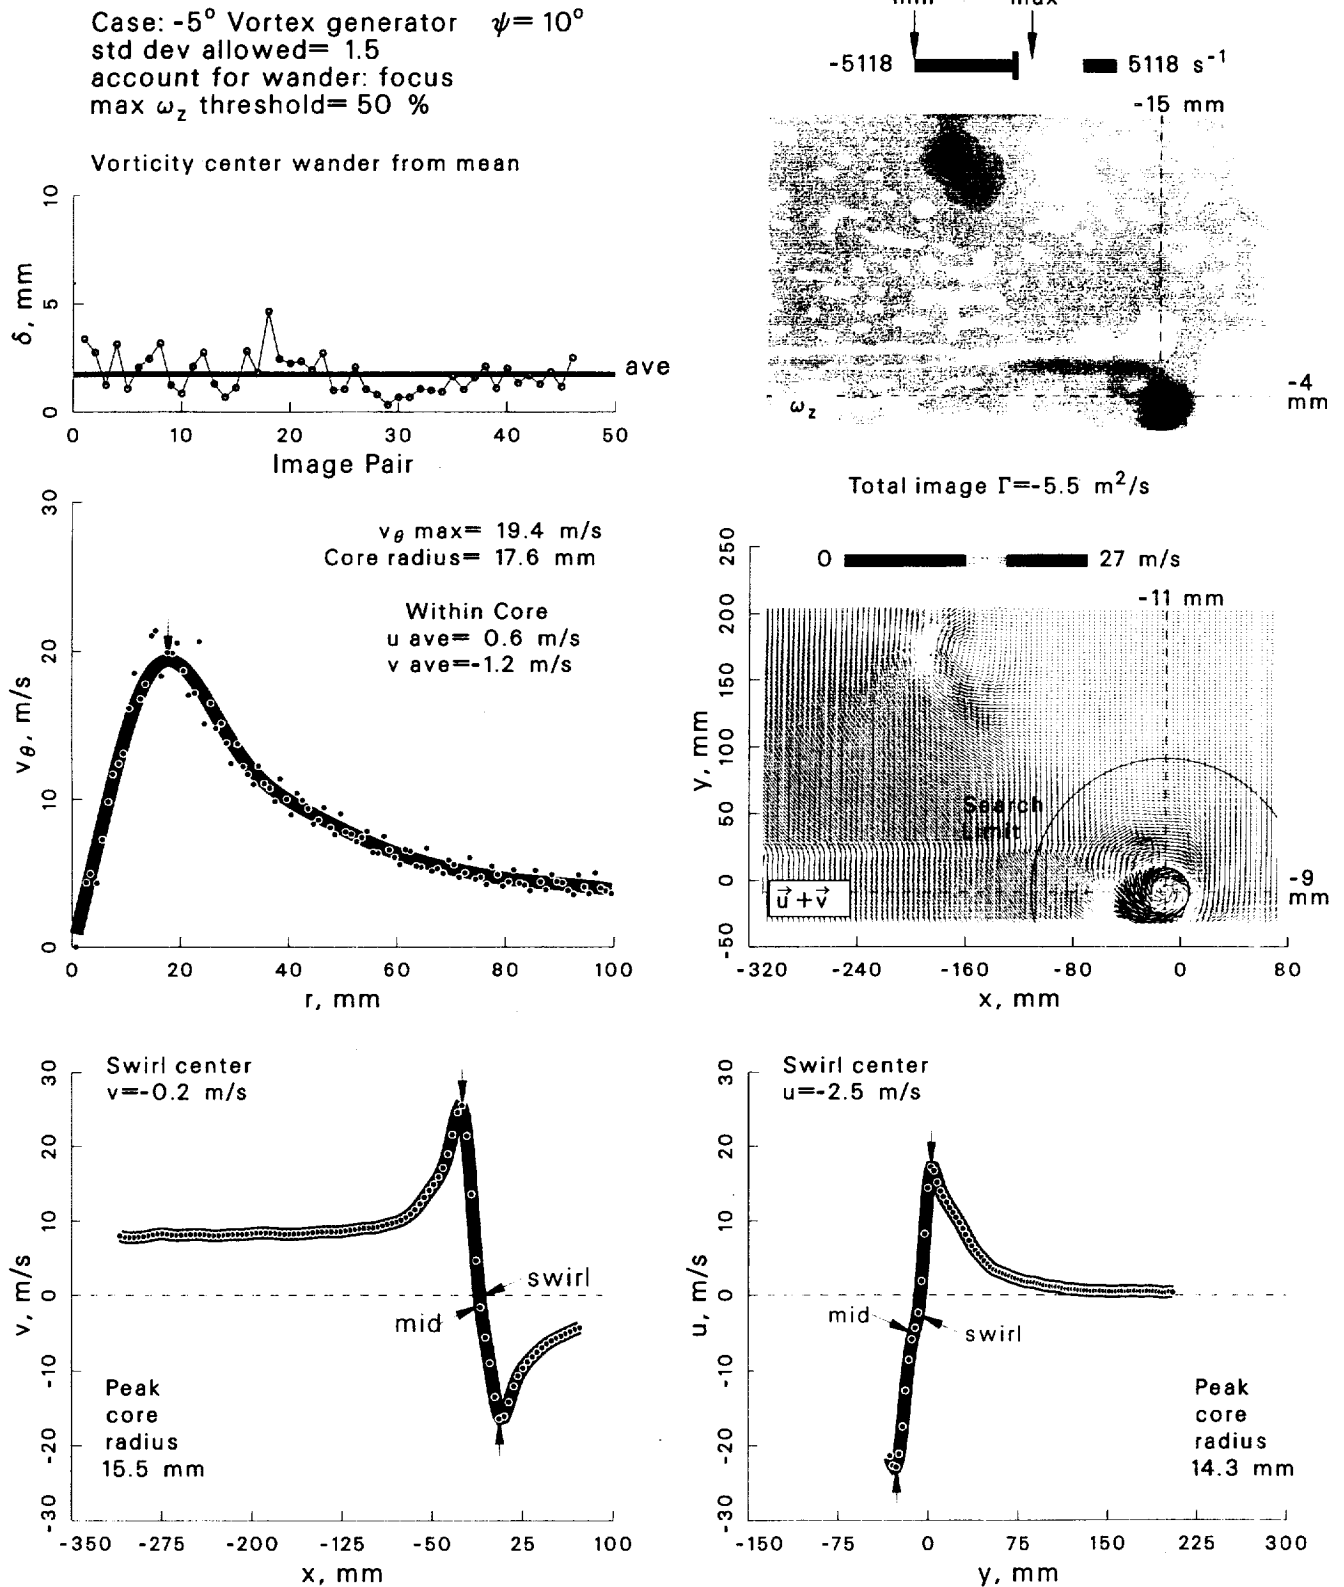 Case: -5° Vortex generator ψ= 10°
std dev allowed= 1.5
account for wander: focus
max ωz threshold= 50 %
min max
-5118 5118 s⁻¹
-15 mm
-4
mm
ωz
Vorticity center wander from mean
10
5
0
δ, mm
ave
0 10 20 30 40 50
Image Pair
Total image Γ=-5.5 m²/s
30
20
10
0
vθ, m/s
vθ max= 19.4 m/s
Core radius= 17.6 mm
Within Core
u ave= 0.6 m/s
v ave=-1.2 m/s
0 20 40 60 80 100
r, mm
250
200
150
100
50
0
-50
y, mm
0 27 m/s
-11 mm
Search
Limit
-9
mm
u⃗+v⃗
-320 -240 -160 -80 0 80
x, mm
Swirl center
v=-0.2 m/s
30
20
10
0
-10
-20
-30
v, m/s
swirl
mid
Peak
core
radius
15.5 mm
-350 -275 -200 -125 -50 25 100
x, mm
Swirl center
u=-2.5 m/s
30
20
10
0
-10
-20
-30
u, m/s
mid
swirl
Peak
core
radius
14.3 mm
-150 -75 0 75 150 225 300
y, mm